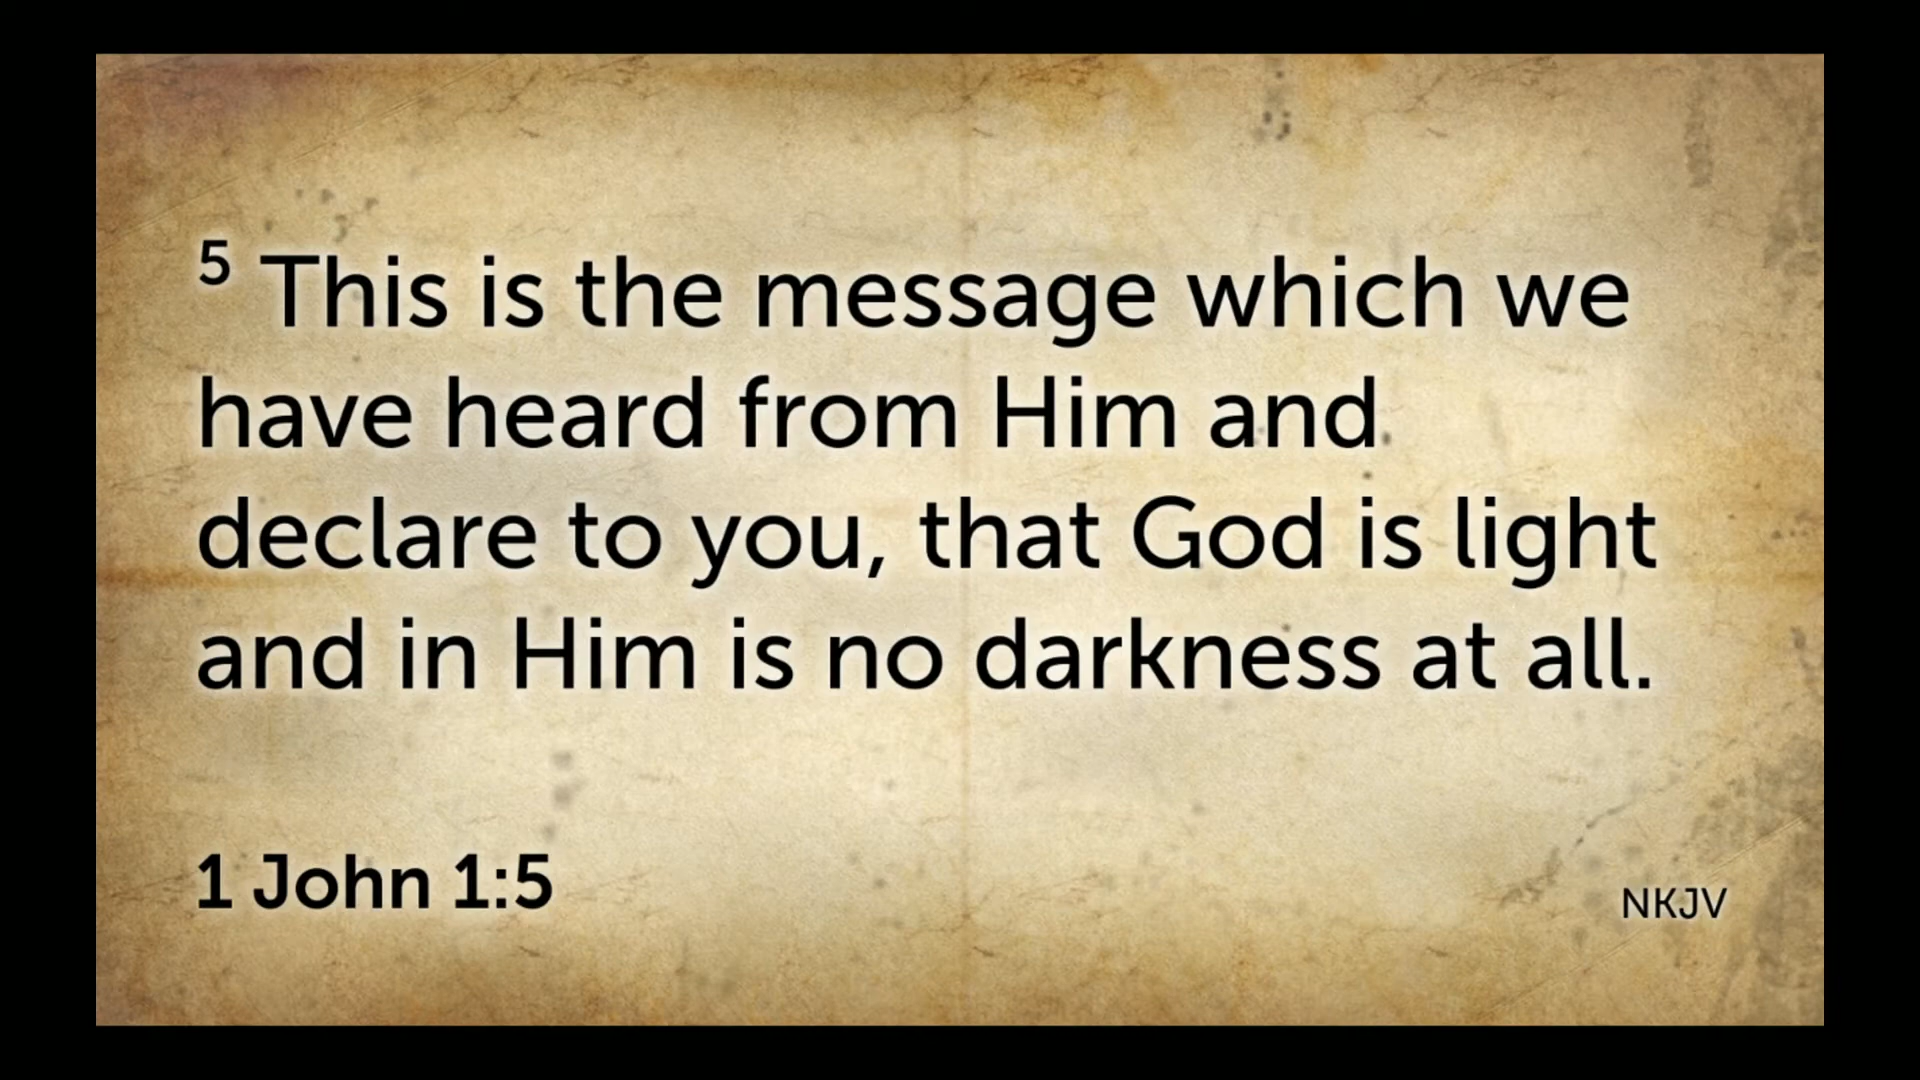 5 This is the message which we
have heard from Him and
declare to you, that God is light
and in Him is no darkness at all.
1 John 1:5
NKJV